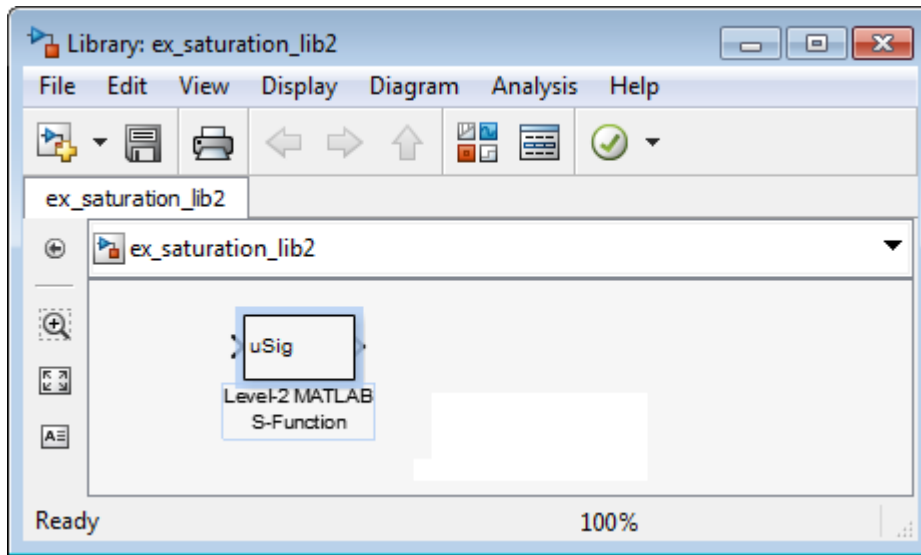 Library: ex_saturation_lib2
File Edit View Display Diagram Analysis Help
ex_saturation_lib2
ex_saturation_lib2
uSig
Level-2 MATLAB
S-Function
A
Ready 100%